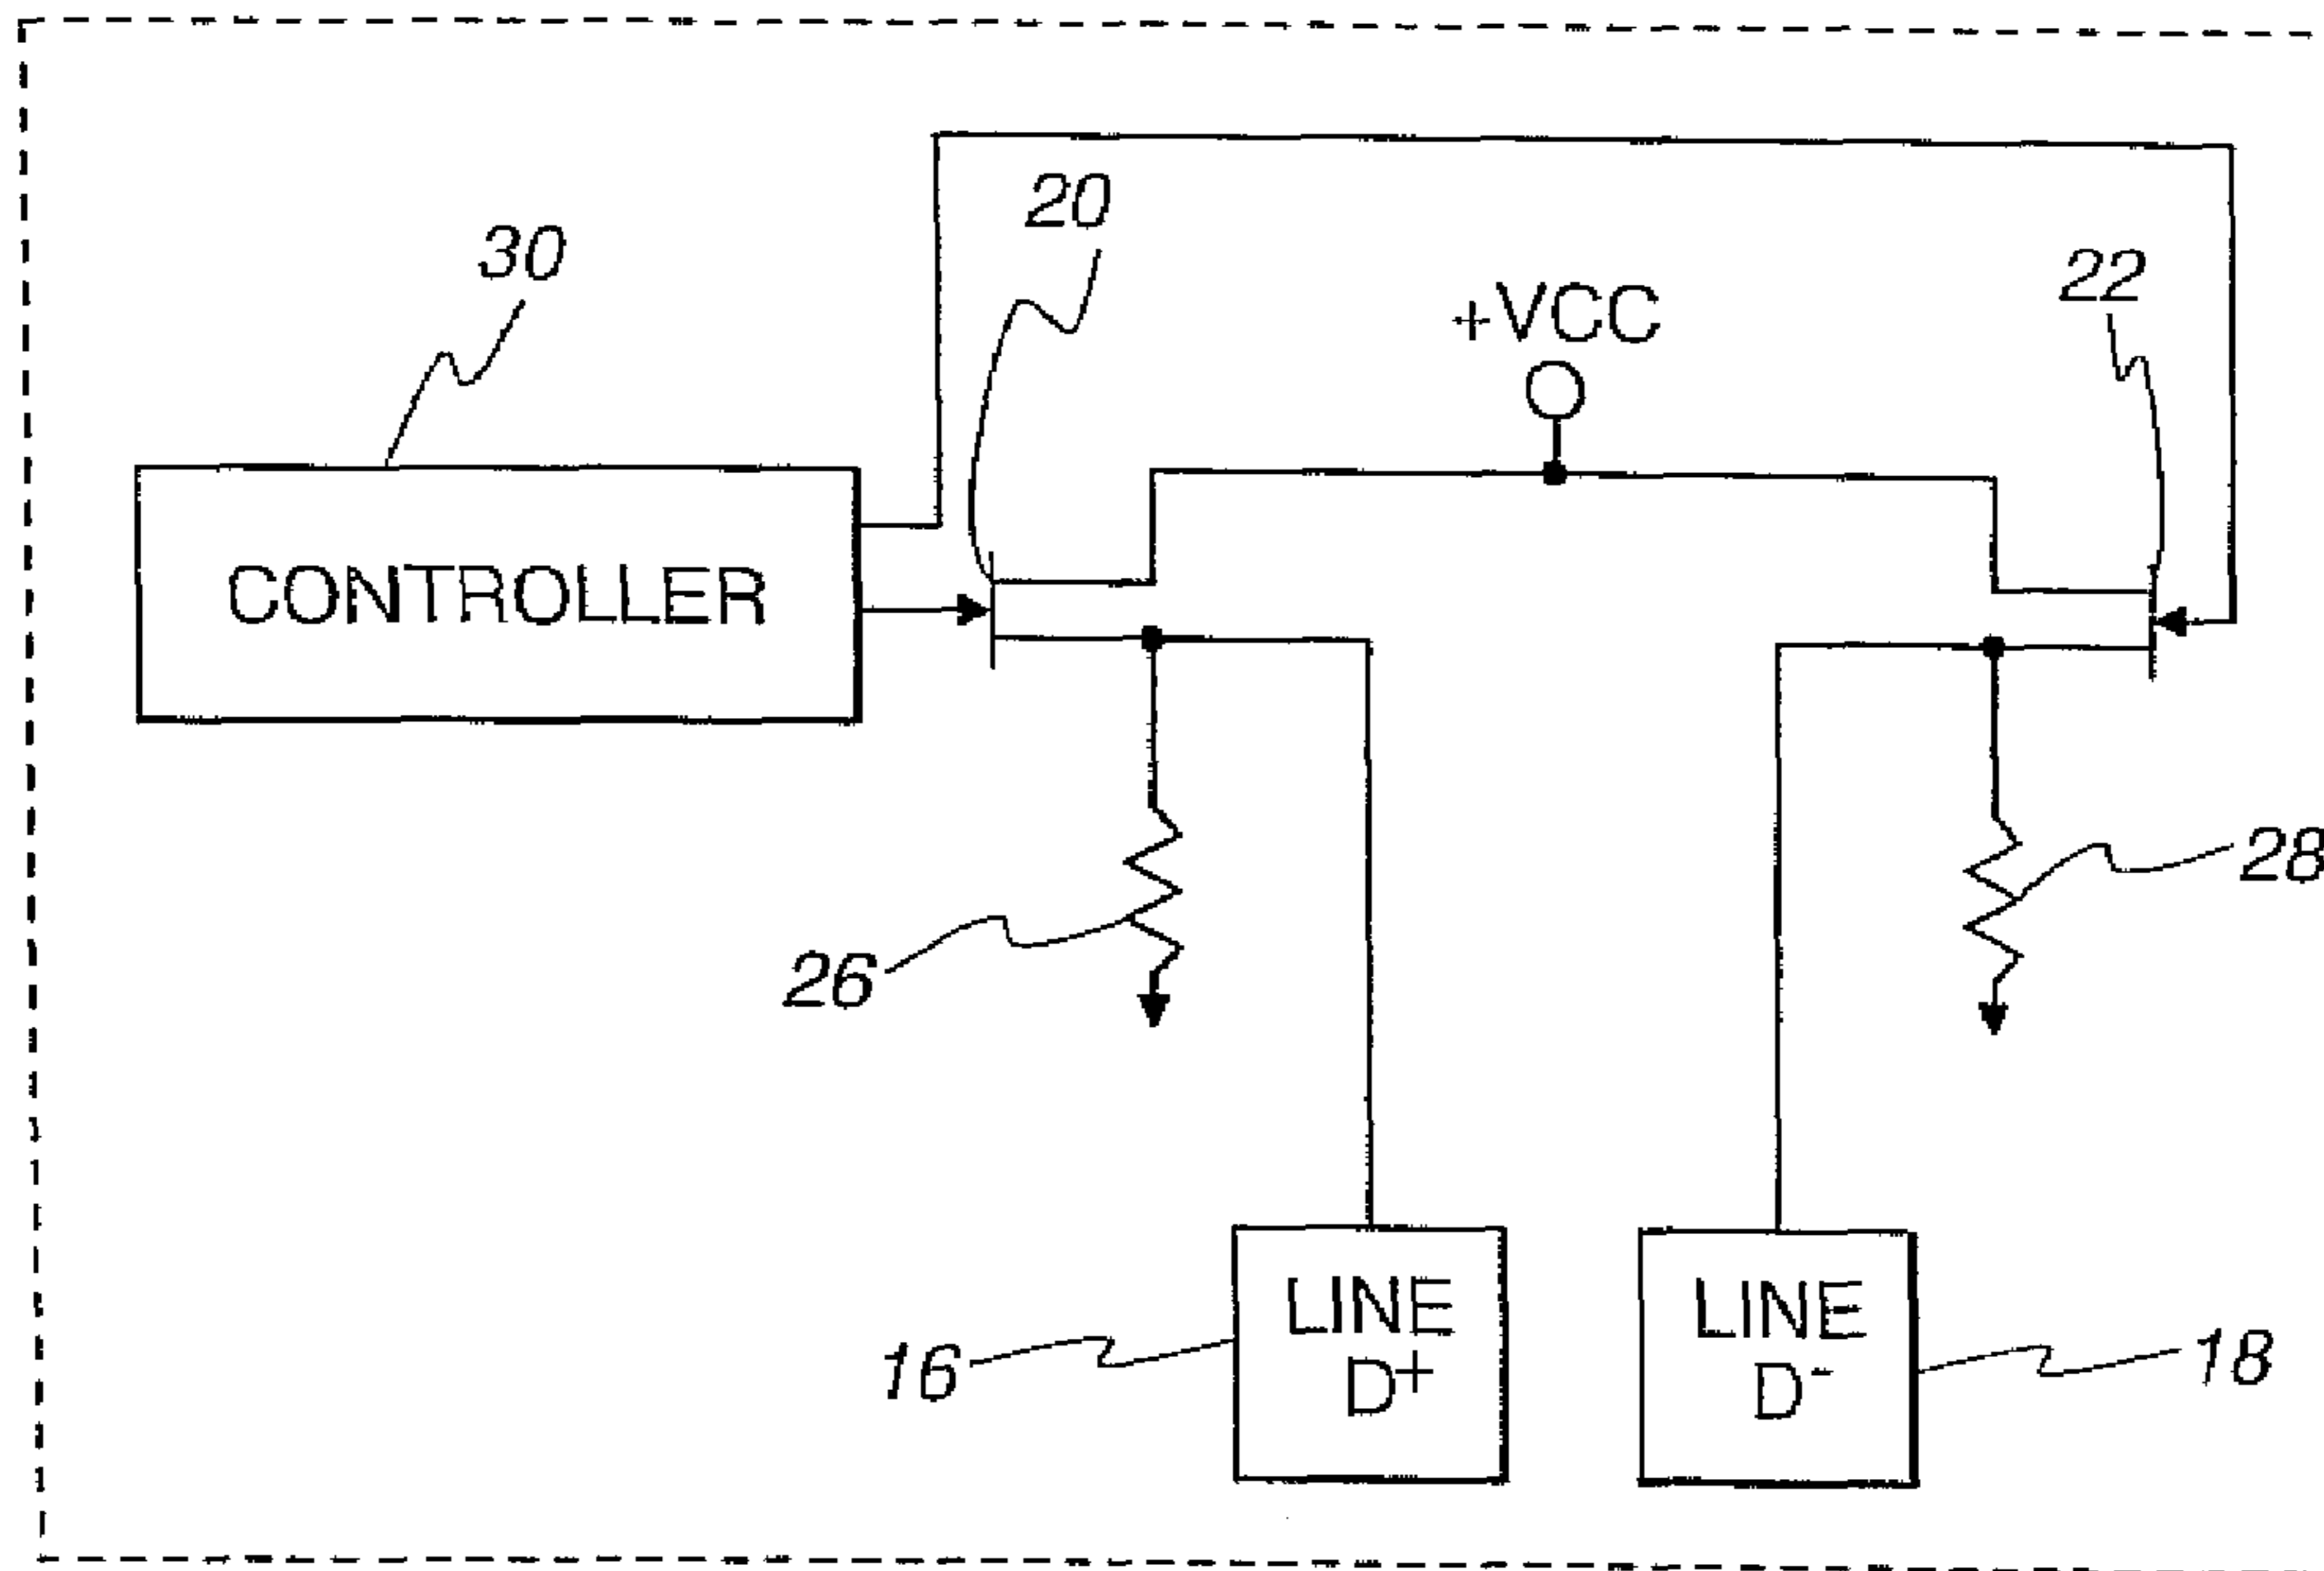 20
30
22
+VCC
CONTROLLER
28
26
LINE
D+
LINE
D-
16
18